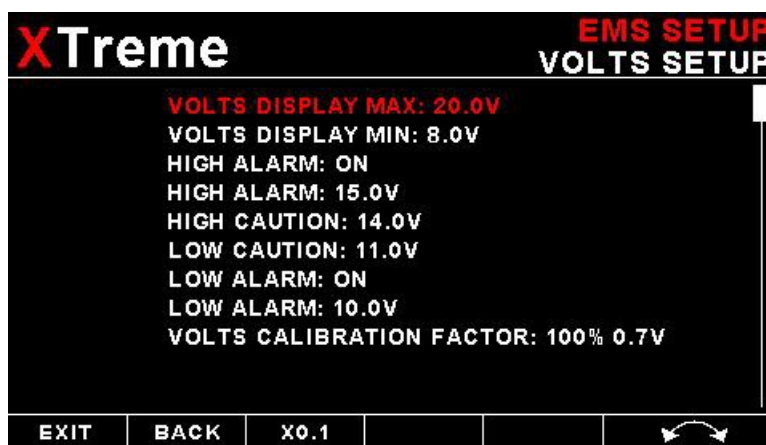 XTreme
EMS SETUP
VOLTS SETUP
VOLTS DISPLAY MAX: 20.0V
VOLTS DISPLAY MIN: 8.0V
HIGH ALARM: ON
HIGH ALARM: 15.0V
HIGH CAUTION: 14.0V
LOW CAUTION: 11.0V
LOW ALARM: ON
LOW ALARM: 10.0V
VOLTS CALIBRATION FACTOR: 100% 0.7V
EXIT BACK X0.1